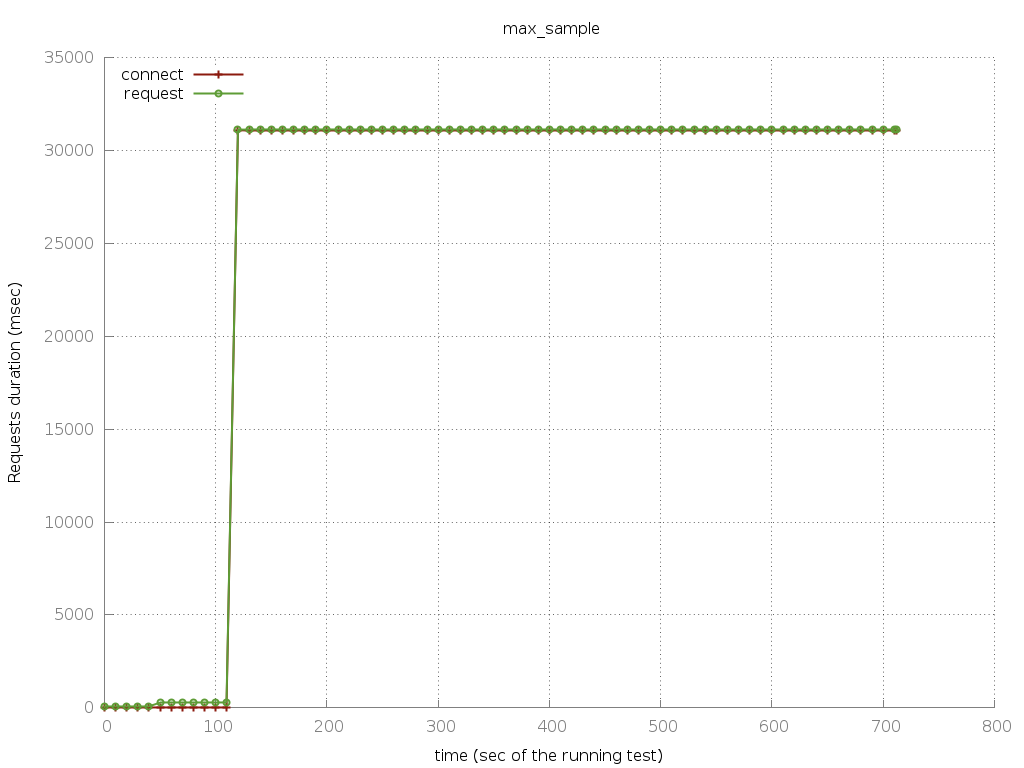 max_sample
35000
30000
25000
20000
15000
10000
5000
0
connect
request
Requests duration (msec)
0 100 200 300 400 500 600 700 800
time (sec of the running test)